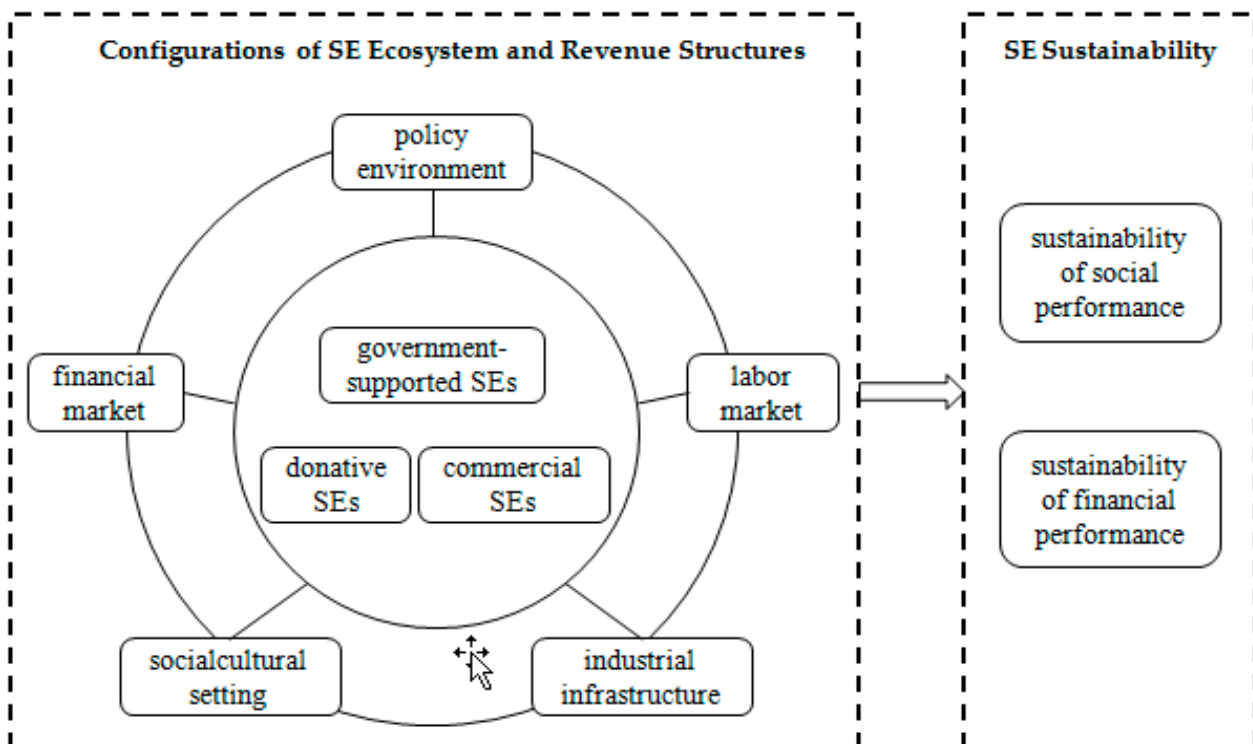 Configurations of SE Ecosystem and Revenue Structures
policy
environment
financial
market
government-
supported SEs
labor
market
donative
SEs
commercial
SEs
socialcultural
setting
industrial
infrastructure
SE Sustainability
sustainability
of social
performance
sustainability
of financial
performance